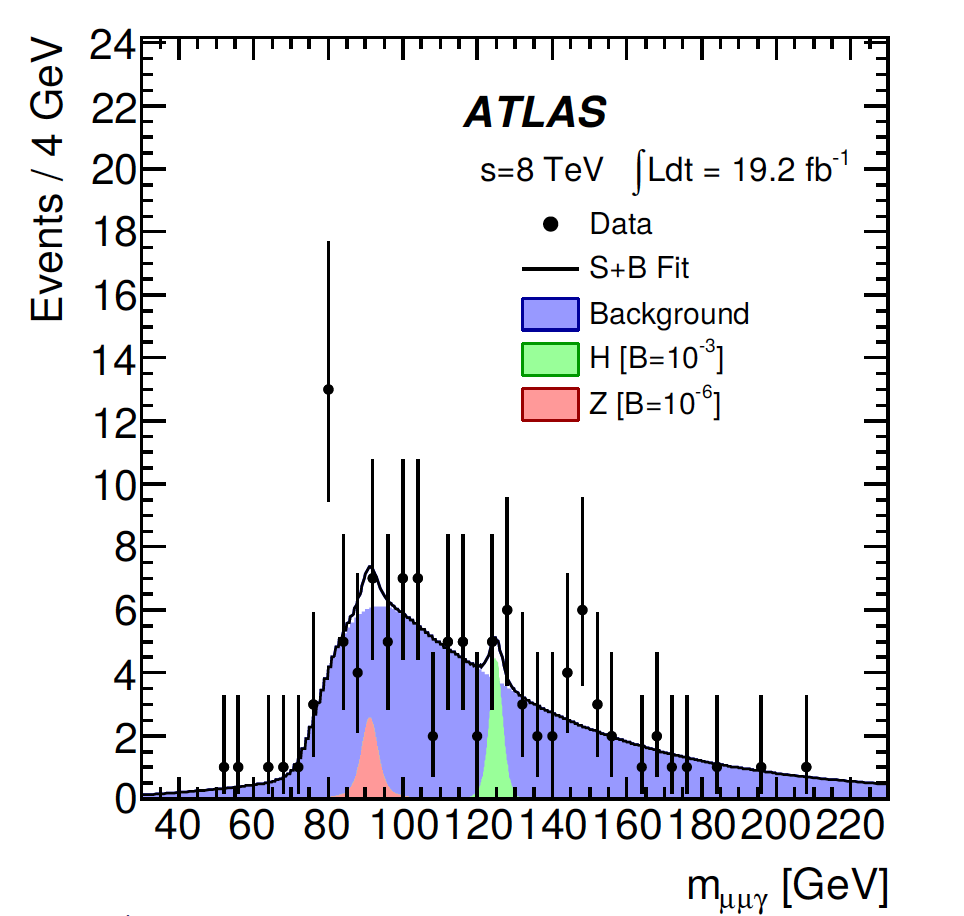 Events / 4 GeV
24
22
20
18
16
14
12
10
8
6
4
2
0
ATLAS
s=8 TeV ∫Ldt = 19.2 fb⁻¹
Data
S+B Fit
Background
H [B=10⁻³]
Z [B=10⁻⁶]
40 60 80 100 120 140 160 180 200 220
m_μμγ [GeV]